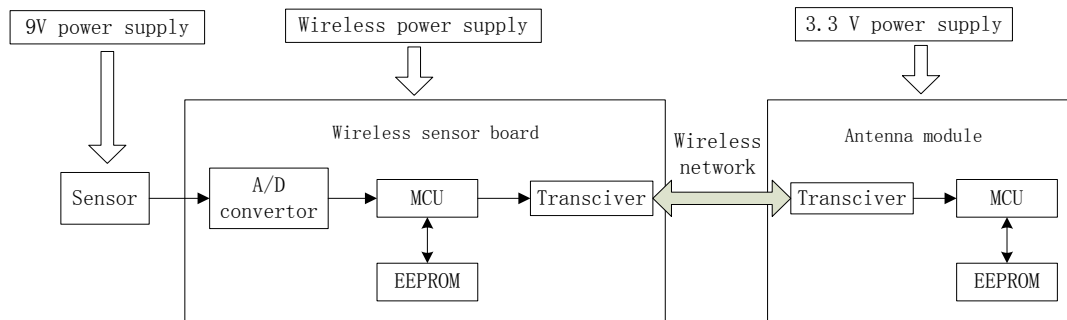 9V power supply
Wireless power supply
3.3 V power supply
Wireless sensor board
Wireless
network
Antenna module
Sensor
A/D
convertor
MCU
Transciver
Transciver
MCU
EEPROM
EEPROM